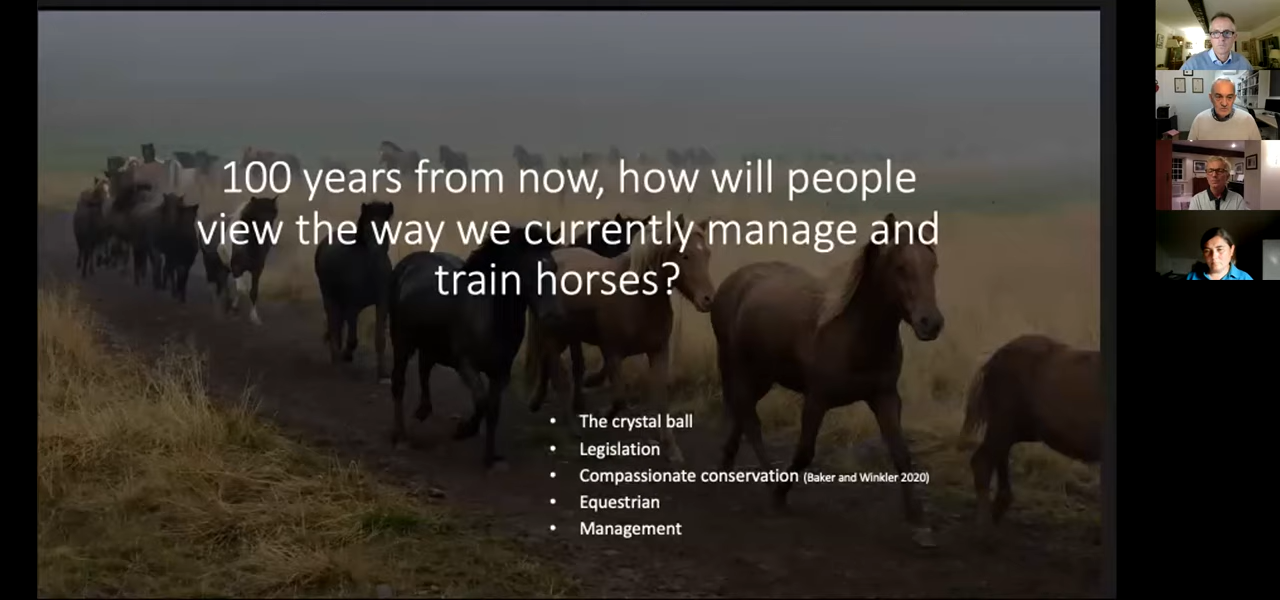 100 years from now, how will people
view the way we currently manage and
train horses?
• The crystal ball
• Legislation
• Compassionate conservation (Baker and Winkler 2020)
• Equestrian
• Management